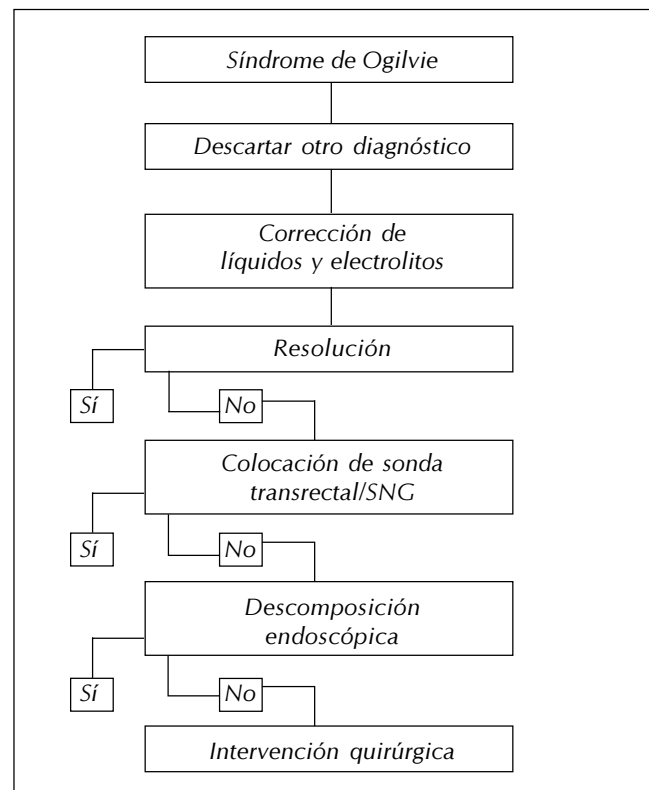 Síndrome de Ogilvie
Descartar otro diagnóstico
Corrección de
líquidos y electrolitos
Resolución
Sí
No
Colocación de sonda
transrectal/SNG
Sí
No
Descomposición
endoscópica
Sí
No
Intervención quirúrgica